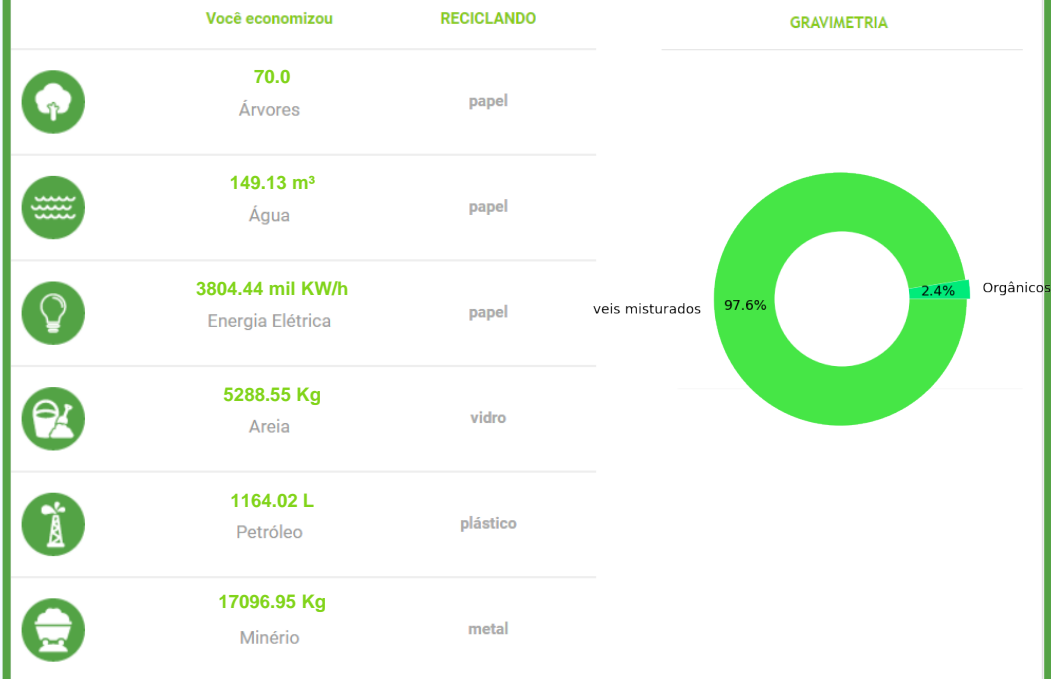 Você economizou
RECICLANDO
70.0
Árvores
papel
149.13 m³
Água
papel
3804.44 mil KW/h
Energia Elétrica
papel
5288.55 Kg
Areia
vidro
1164.02 L
Petróleo
plástico
17096.95 Kg
Minério
metal
GRAVIMETRIA
veis misturados
97.6%
2.4%
Orgânicos